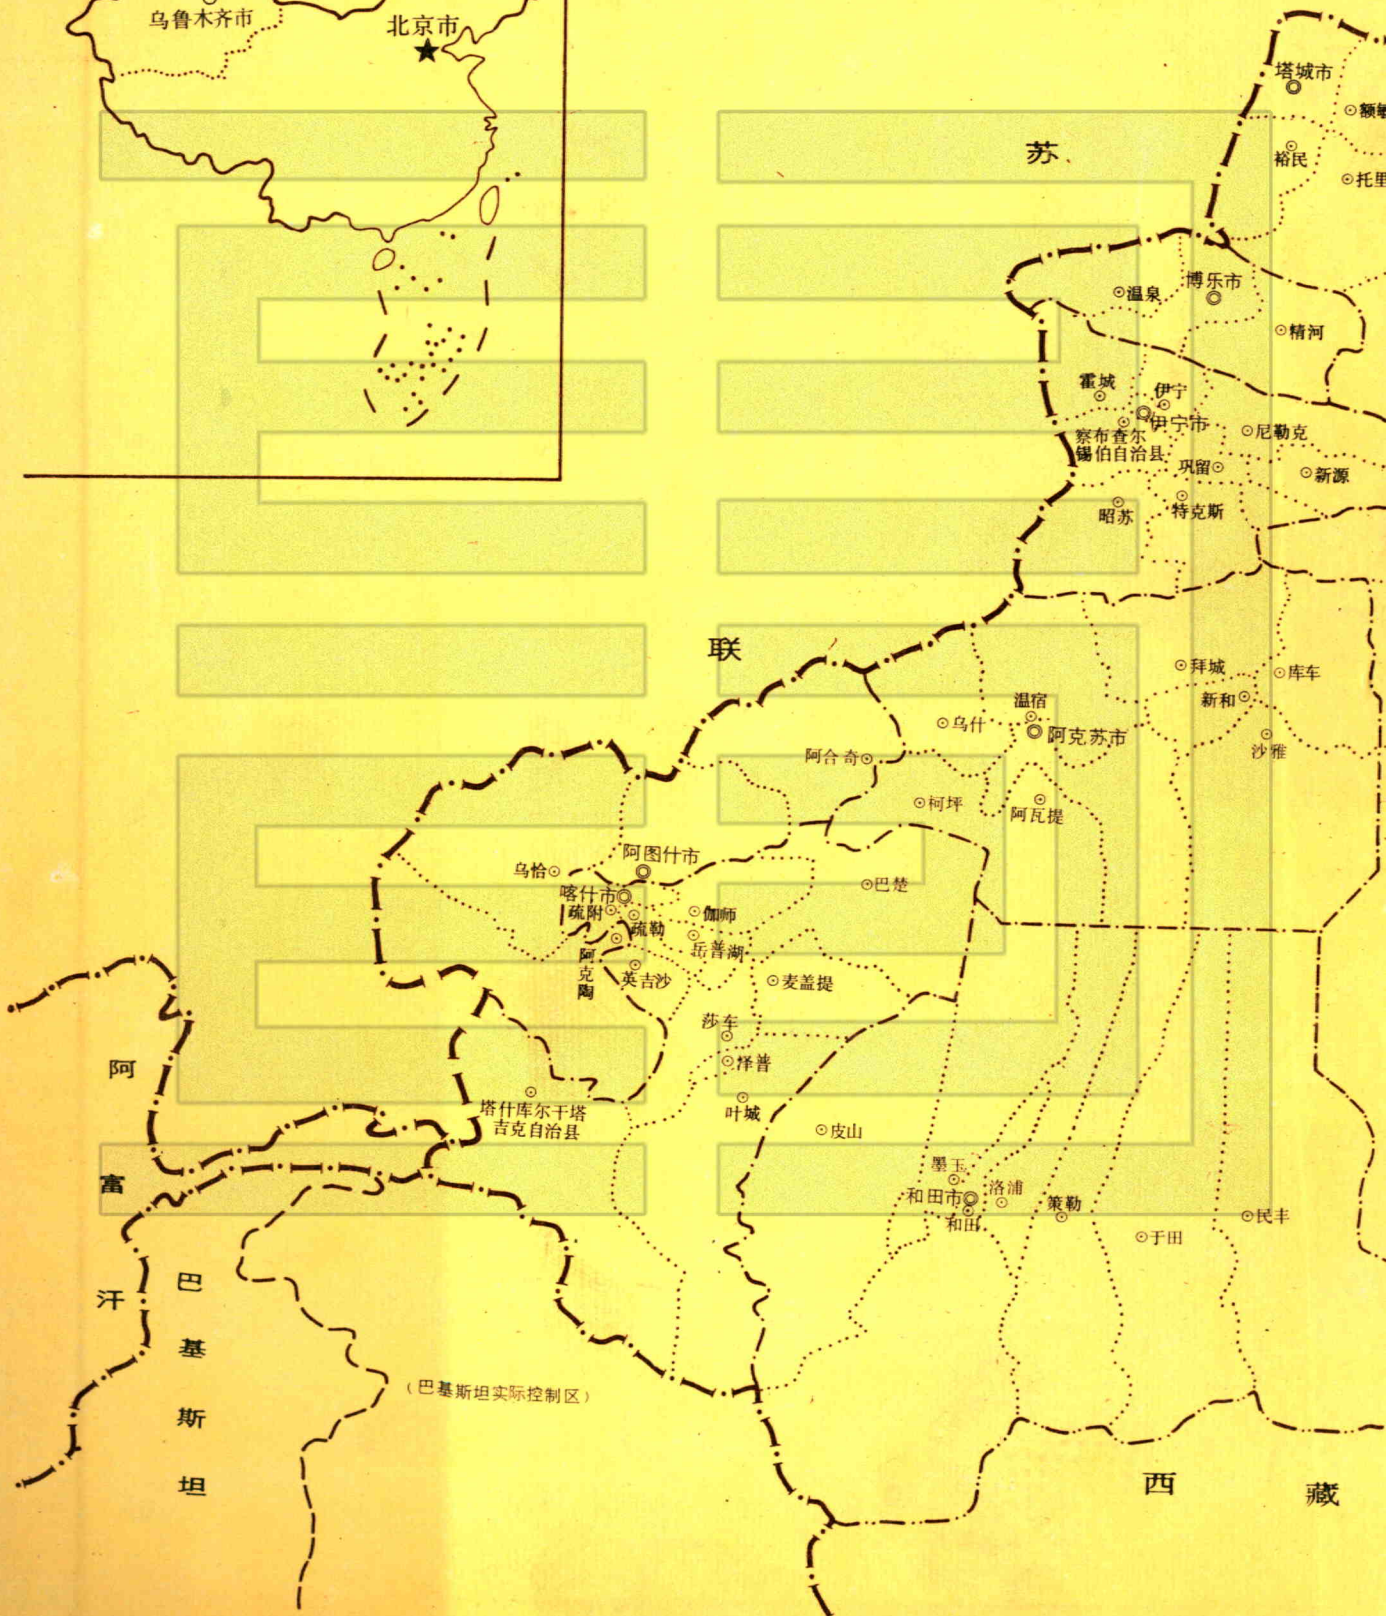 乌鲁木齐市
北京市
塔城市
裕民
托里
苏
温泉
博乐市
精河
霍城
伊宁
伊宁市
察布查尔
锡伯自治县
尼勒克
巩留
新源
昭苏
特克斯
联
拜城
库车
新和
温宿
乌什
阿克苏市
沙雅
阿合奇
柯坪
阿瓦提
乌恰
阿图什市
喀什市
巴楚
疏附
疏勒
伽师
岳普湖
阿克陶
英吉沙
麦盖提
莎车
泽普
叶城
塔什库尔干塔
吉克自治县
皮山
墨玉
和田市
洛浦
和田
策勒
于田
民丰
阿
富
汗
巴
基
斯
坦
(巴基斯坦实际控制区)
西
藏